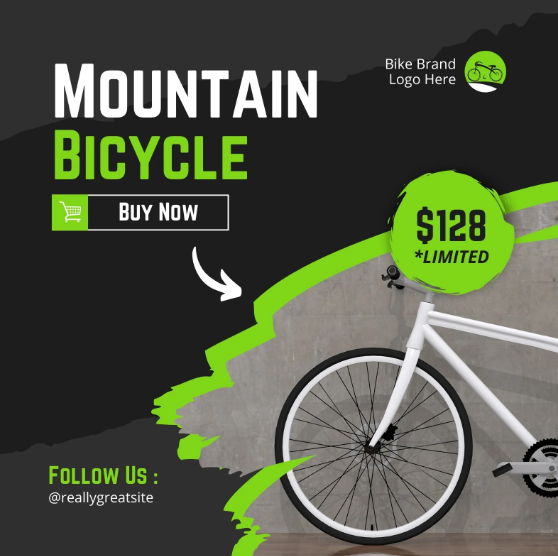 Mountain
Bicycle
Buy Now
Bike Brand
Logo Here
$128
*LIMITED
Follow Us :
@reallygreatsite